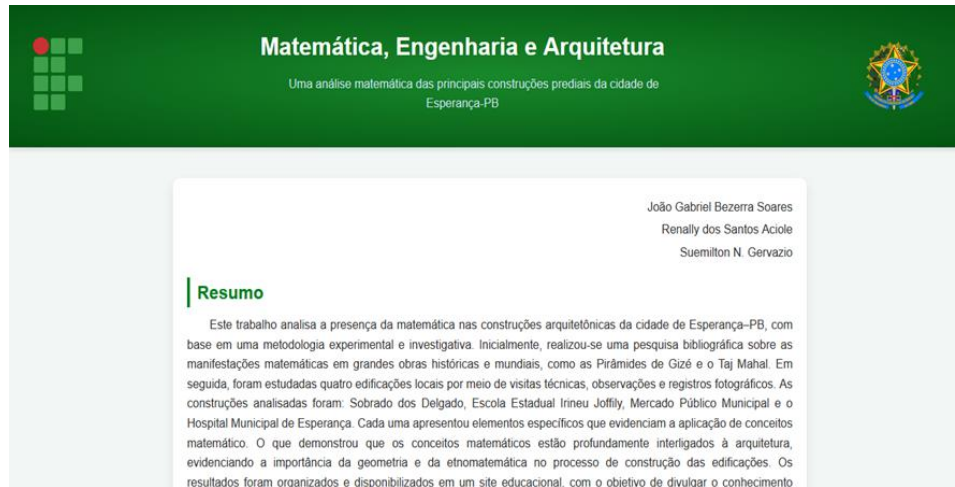 Matemática, Engenharia e Arquitetura
Uma análise matemática das principais construções prediais da cidade de
Esperança-PB
João Gabriel Bezerra Soares
Renally dos Santos Aciole
Suemilton N. Gervazio
Resumo
Este trabalho analisa a presença da matemática nas construções arquitetônicas da cidade de Esperança–PB, com
base em uma metodologia experimental e investigativa. Inicialmente, realizou-se uma pesquisa bibliográfica sobre as
manifestações matemáticas em grandes obras históricas e mundiais, como as Pirâmides de Gizé e o Taj Mahal. Em
seguida, foram estudadas quatro edificações locais por meio de visitas técnicas, observações e registros fotográficos. As
construções analisadas foram: Sobrado dos Delgado, Escola Estadual Irineu Joffily, Mercado Público Municipal e o
Hospital Municipal de Esperança. Cada uma apresentou elementos específicos que evidenciam a aplicação de conceitos
matemático. O que demonstrou que os conceitos matemáticos estão profundamente interligados à arquitetura,
evidenciando a importância da geometria e da etnomatemática no processo de construção das edificações. Os
resultados foram organizados e disponibilizados em um site educacional, com o objetivo de divulgar o conhecimento